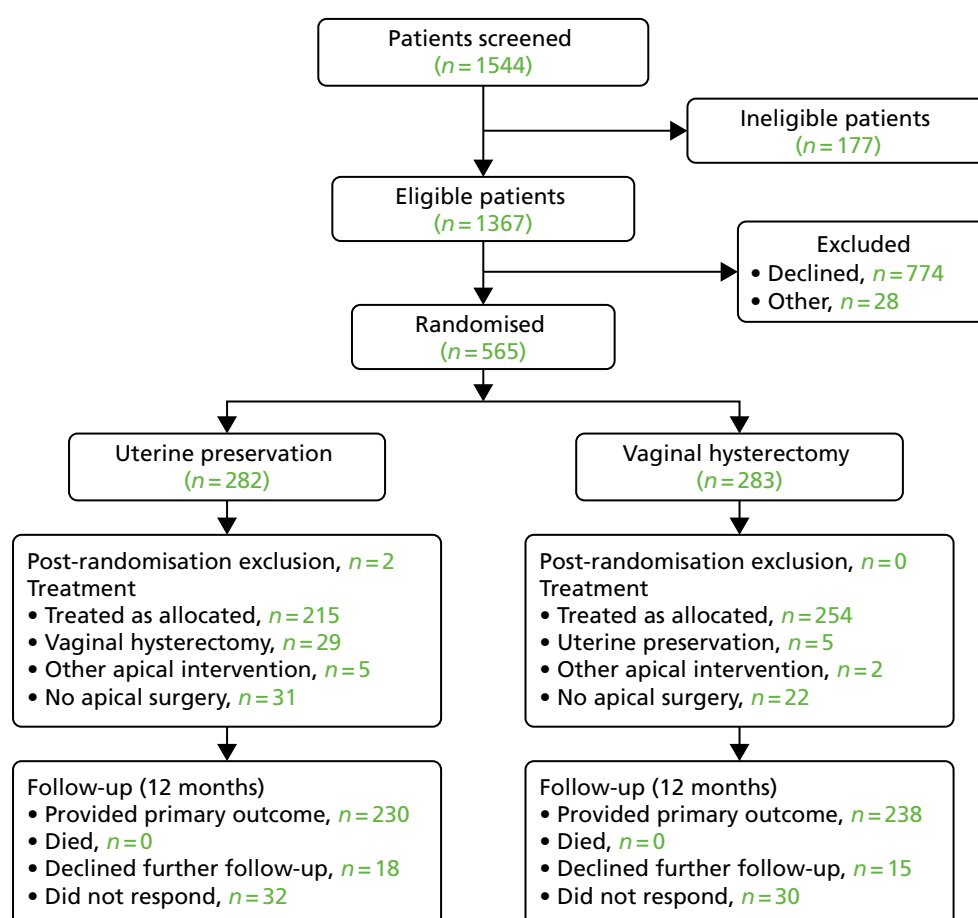 Patients screened
(n=1544)
Ineligible patients
(n=177)
Eligible patients
(n=1367)
Excluded
• Declined, n=774
• Other, n=28
Randomised
(n=565)
Uterine preservation
(n=282)
Vaginal hysterectomy
(n=283)
Post-randomisation exclusion, n=2
Treatment
• Treated as allocated, n=215
• Vaginal hysterectomy, n=29
• Other apical intervention, n=5
• No apical surgery, n=31
Post-randomisation exclusion, n=0
Treatment
• Treated as allocated, n=254
• Uterine preservation, n=5
• Other apical intervention, n=2
• No apical surgery, n=22
Follow-up (12 months)
• Provided primary outcome, n=230
• Died, n=0
• Declined further follow-up, n=18
• Did not respond, n=32
Follow-up (12 months)
• Provided primary outcome, n=238
• Died, n=0
• Declined further follow-up, n=15
• Did not respond, n=30